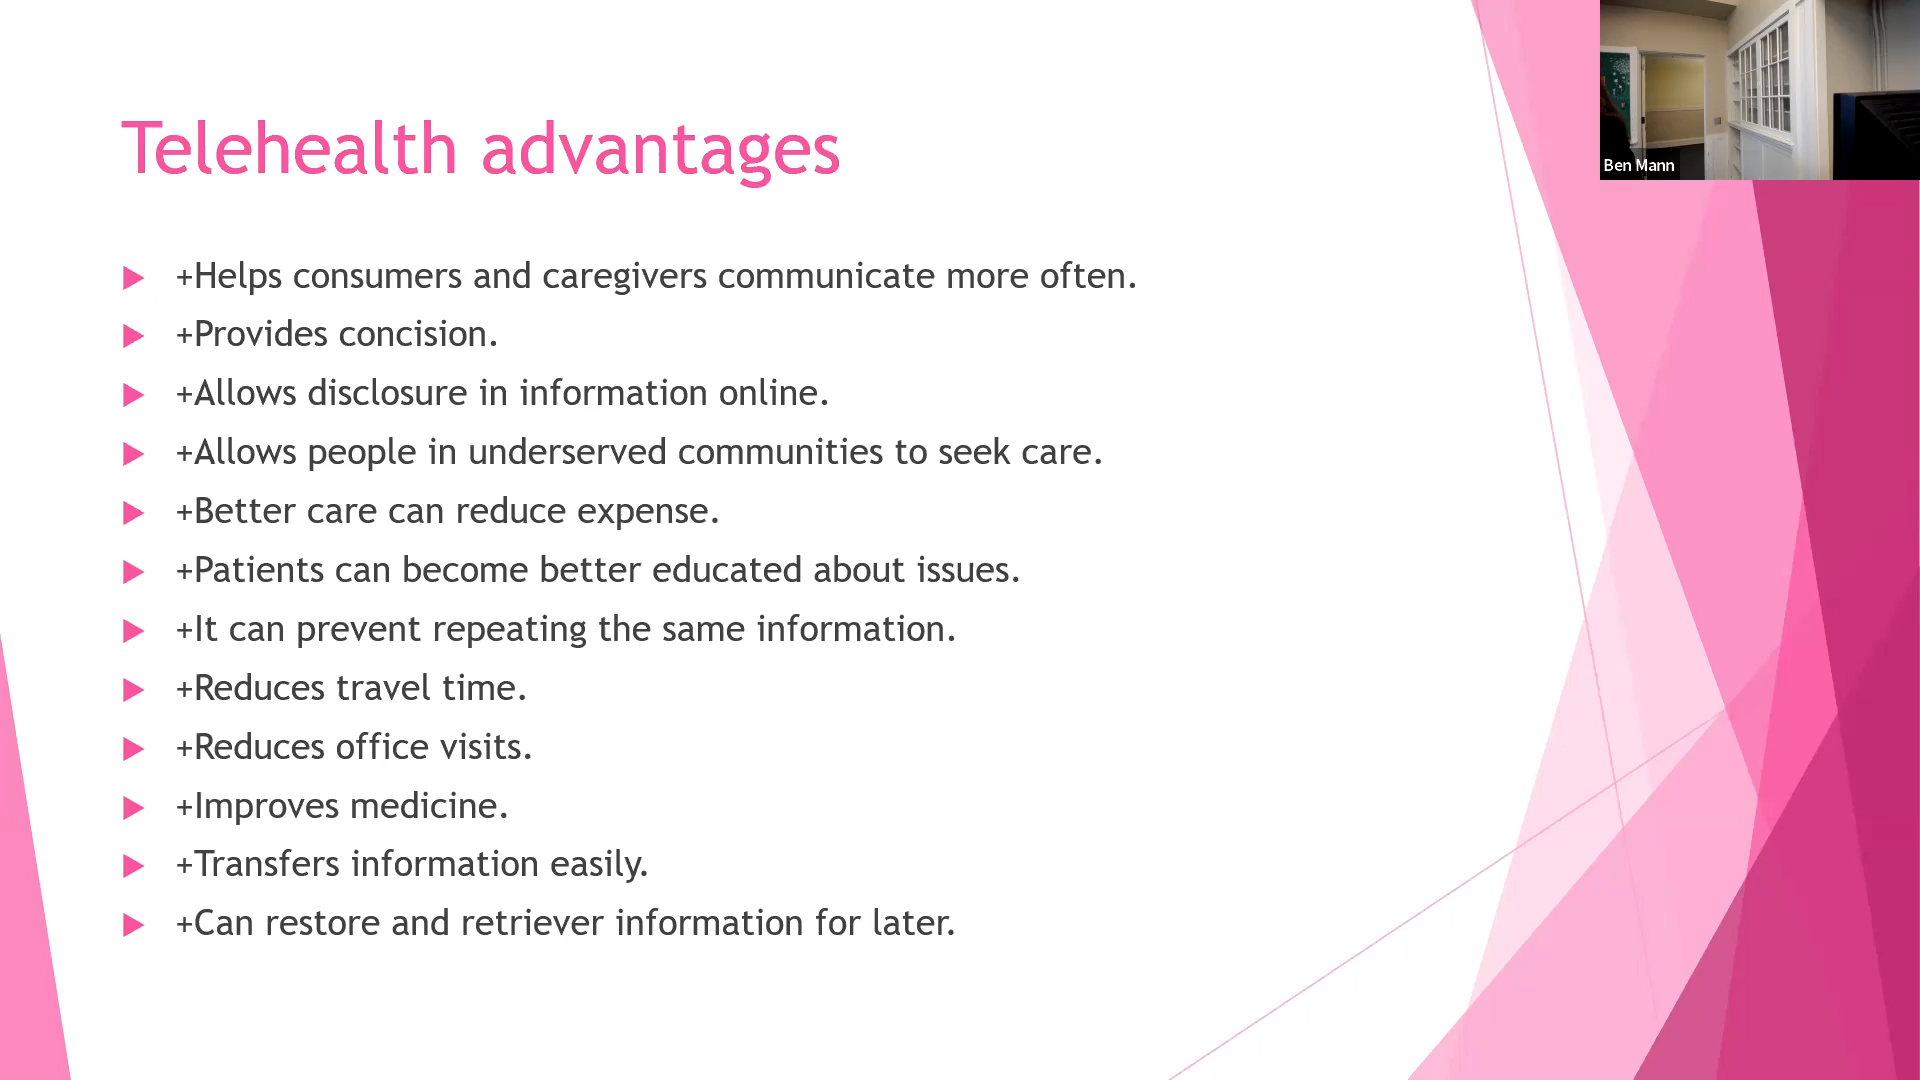 Telehealth advantages
+Helps consumers and caregivers communicate more often.
+Provides concision.
+Allows disclosure in information online.
+Allows people in underserved communities to seek care.
+Better care can reduce expense.
+Patients can become better educated about issues.
+It can prevent repeating the same information.
+Reduces travel time.
+Reduces office visits.
+Improves medicine.
+Transfers information easily.
+Can restore and retriever information for later.
Ben Mann